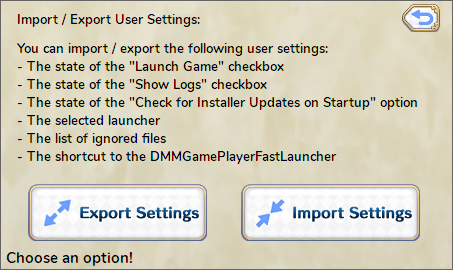 Import / Export User Settings:
You can import / export the following user settings:
- The state of the "Launch Game" checkbox
- The state of the "Show Logs" checkbox
- The state of the "Check for Installer Updates on Startup" option
- The selected launcher
- The list of ignored files
- The shortcut to the DMMGamePlayerFastLauncher
Export Settings
Import Settings
Choose an option!